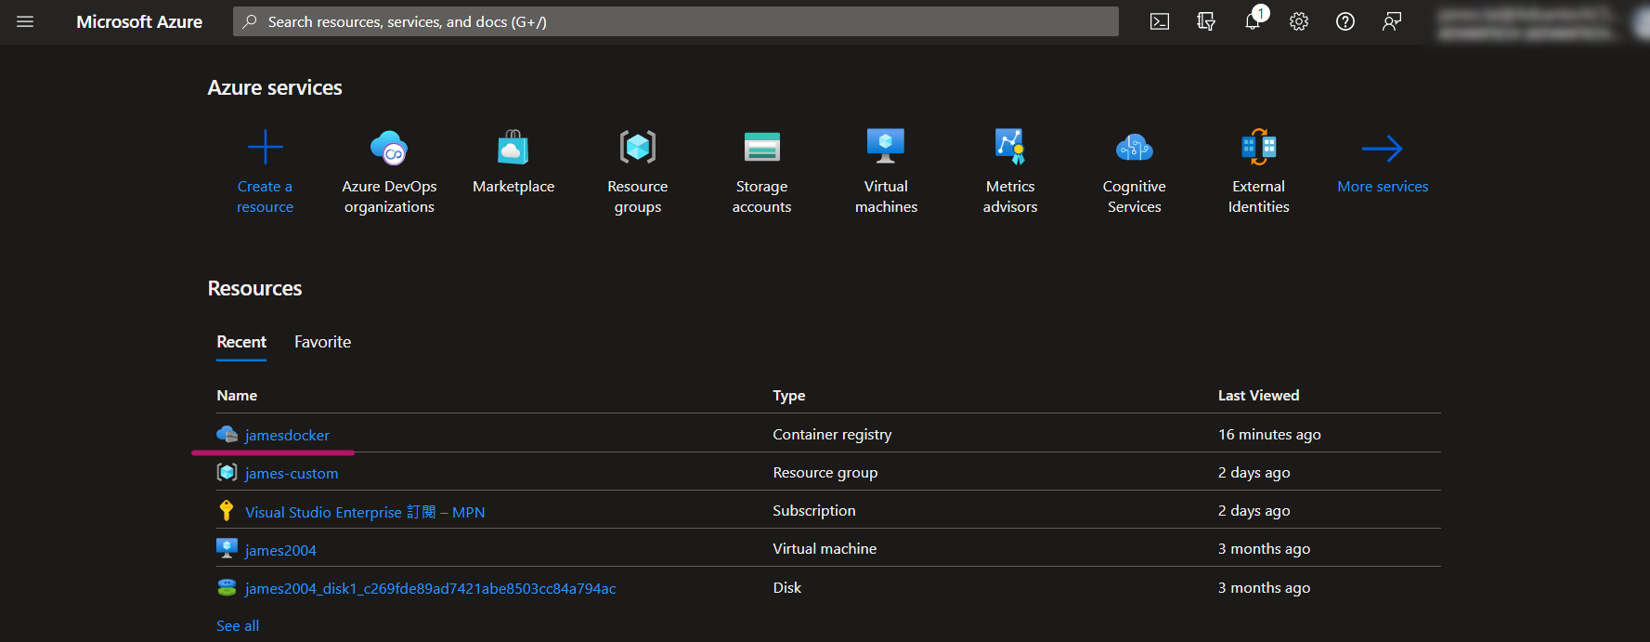 Microsoft Azure
Search resources, services, and docs (G+/)
1
Azure services
Create a
resource
Azure DevOps
organizations
Marketplace
Resource
groups
Storage
accounts
Virtual
machines
Metrics
advisors
Cognitive
Services
External
Identities
More services
Resources
Recent Favorite
Name Type Last Viewed
jamesdocker Container registry 16 minutes ago
james-custom Resource group 2 days ago
Visual Studio Enterprise 訂閱 – MPN Subscription 2 days ago
james2004 Virtual machine 3 months ago
james2004_disk1_c269fde89ad7421abe8503cc84a794ac Disk 3 months ago
See all